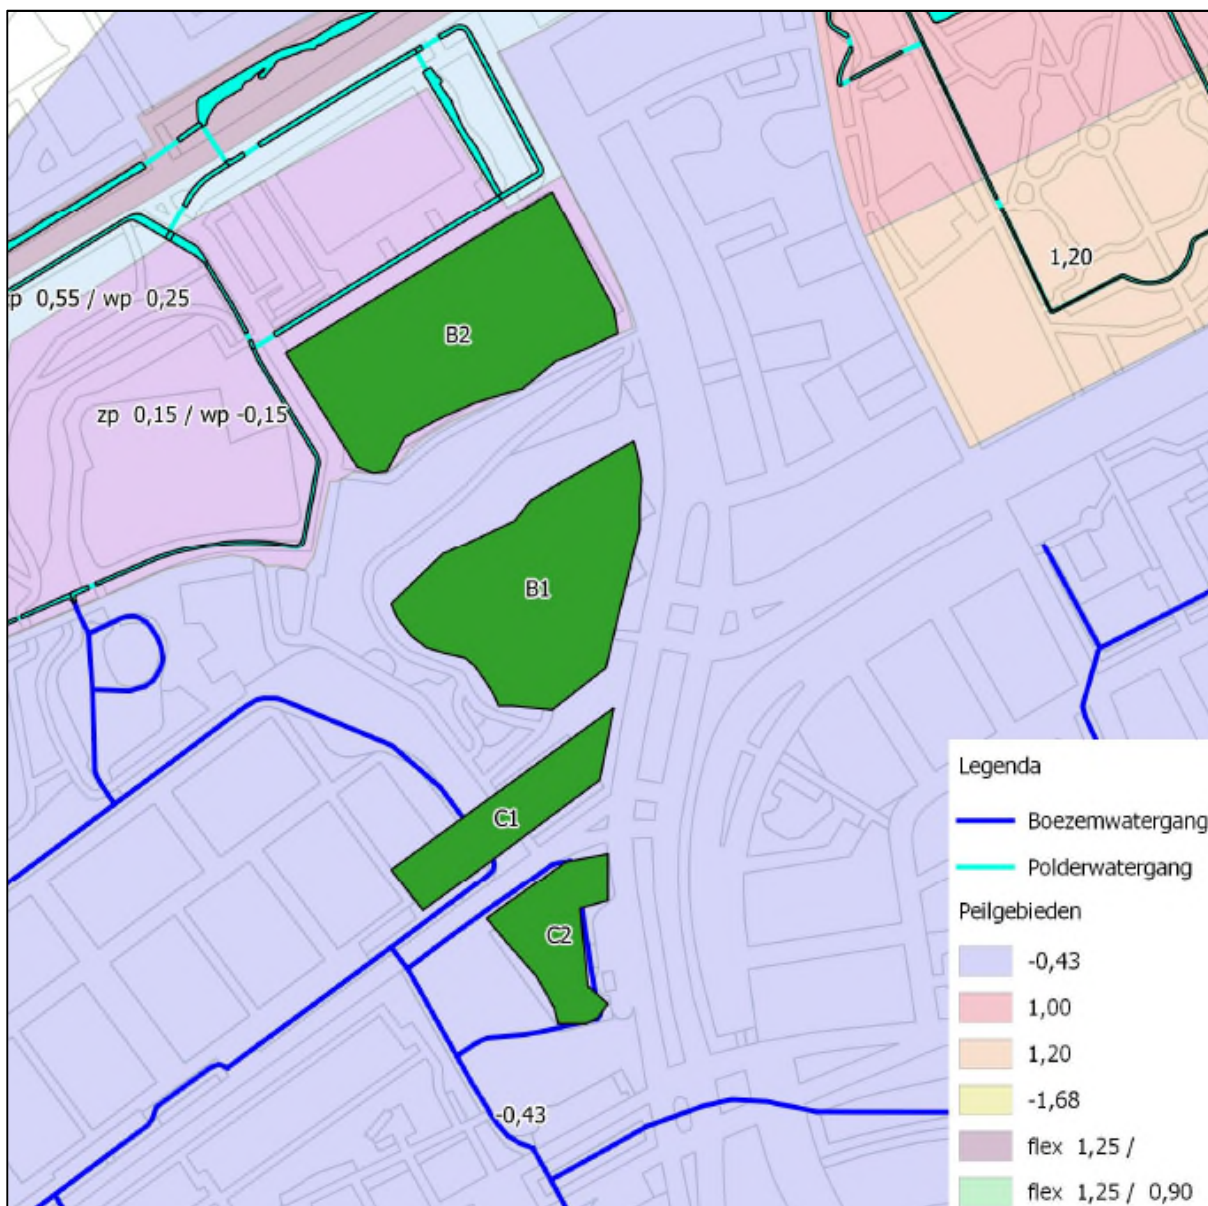 1,20
zp 0,55 / wp 0,25
B2
zp 0,15 / wp -0,15
B1
C1
C2
-0,43
Legenda
Boezemwatergang
Polderwatergang
Peilgebieden
-0,43
1,00
1,20
-1,68
flex 1,25 /
flex 1,25 / 0,90